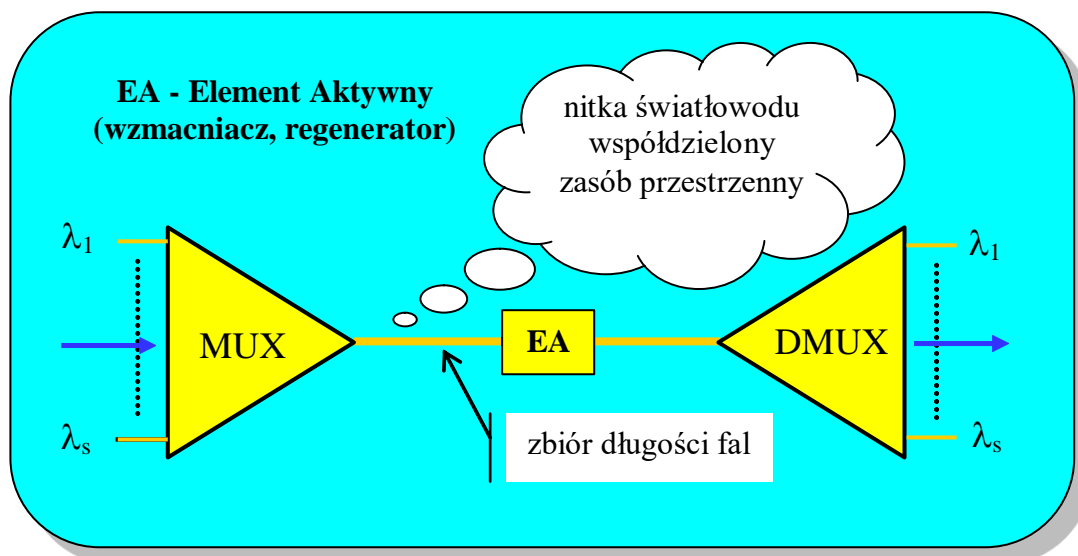 EA - Element Aktywny
(wzmacniacz, regenerator)
nitka światłowodu
współdzielony
zasób przestrzenny
λ1
λs
MUX
EA
DMUX
λ1
λs
zbiór długości fal